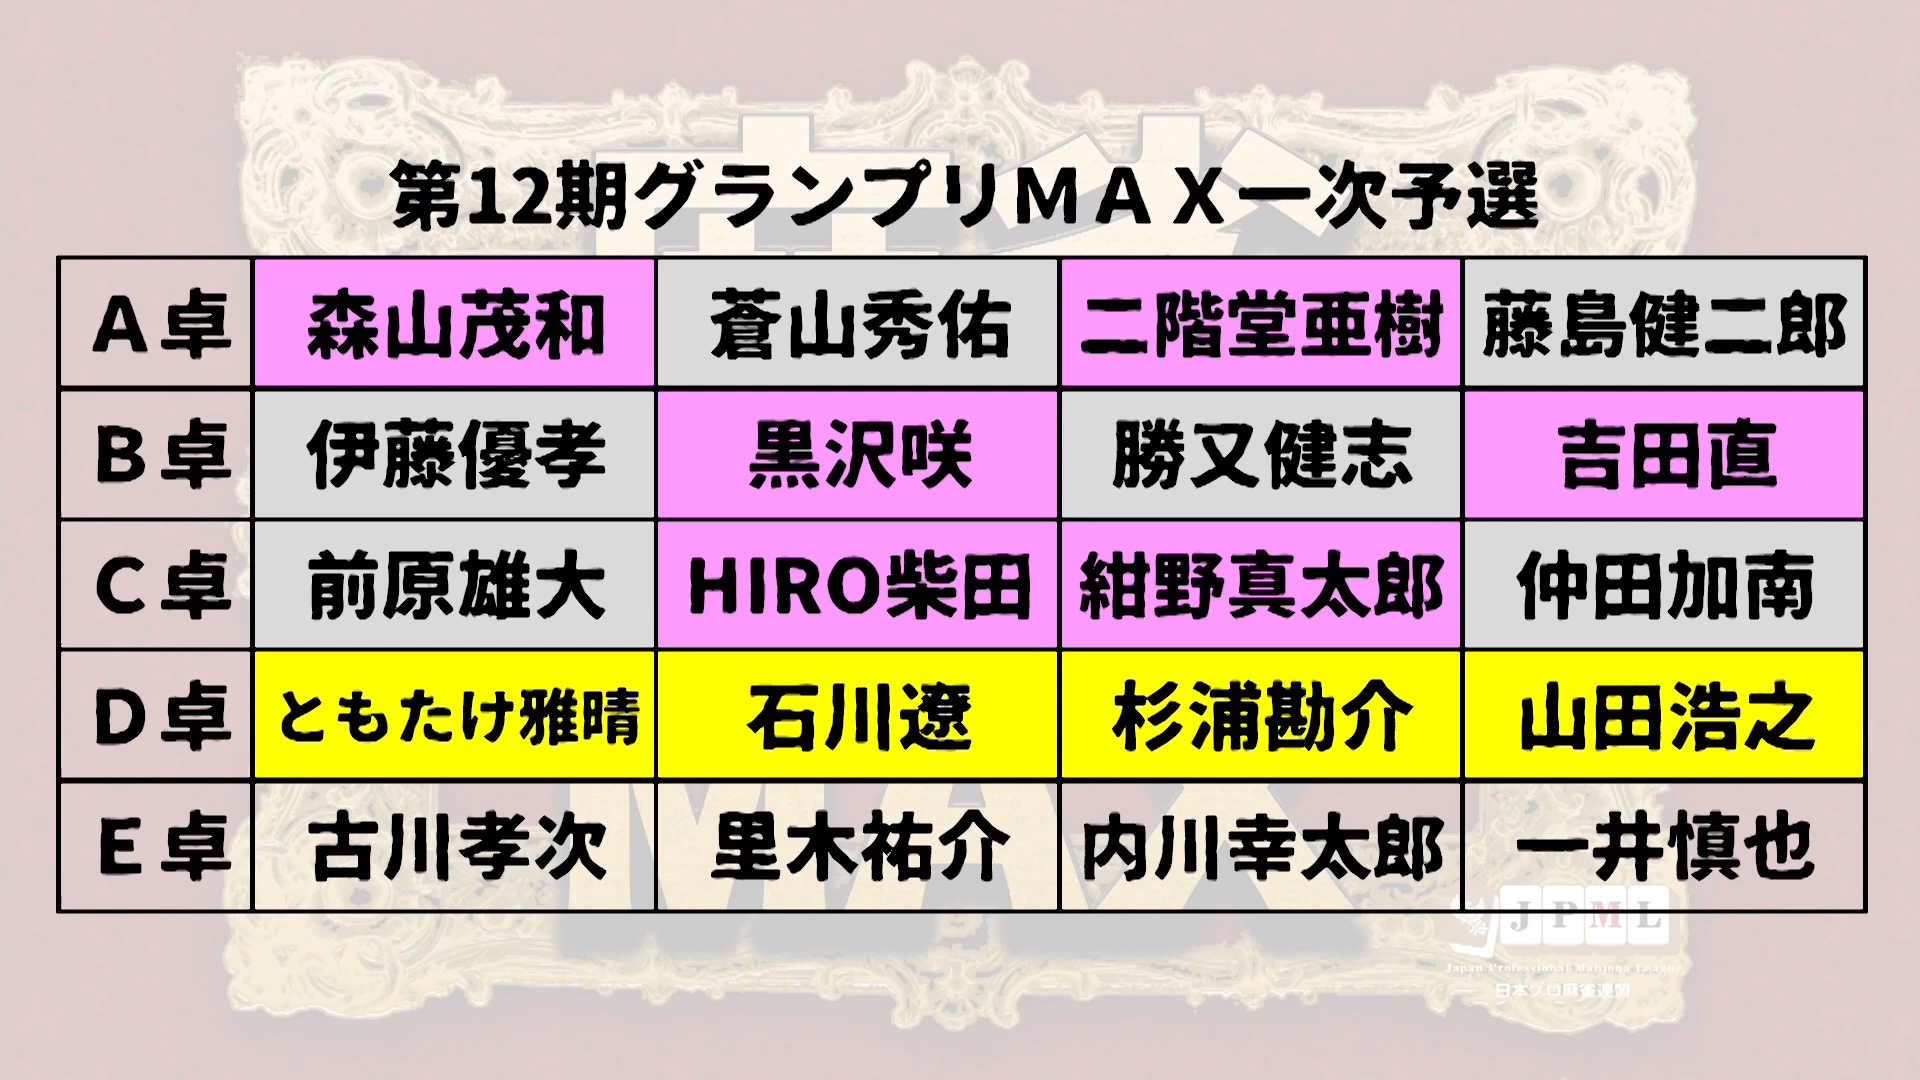 第12期グランプリＭＡＸ一次予選
A卓 森山茂和 蒼山秀佑 二階堂亜樹 藤島健二郎
B卓 伊藤優孝 黒沢咲 勝又健志 吉田直
C卓 前原雄大 HIRO柴田 紺野真太郎 仲田加南
D卓 ともたけ雅晴 石川遼 杉浦勘介 山田浩之
E卓 古川孝次 里木祐介 内川幸太郎 一井慎也
MAX
JPML
Japan Professional Mahjong League
日本プロ麻雀連盟